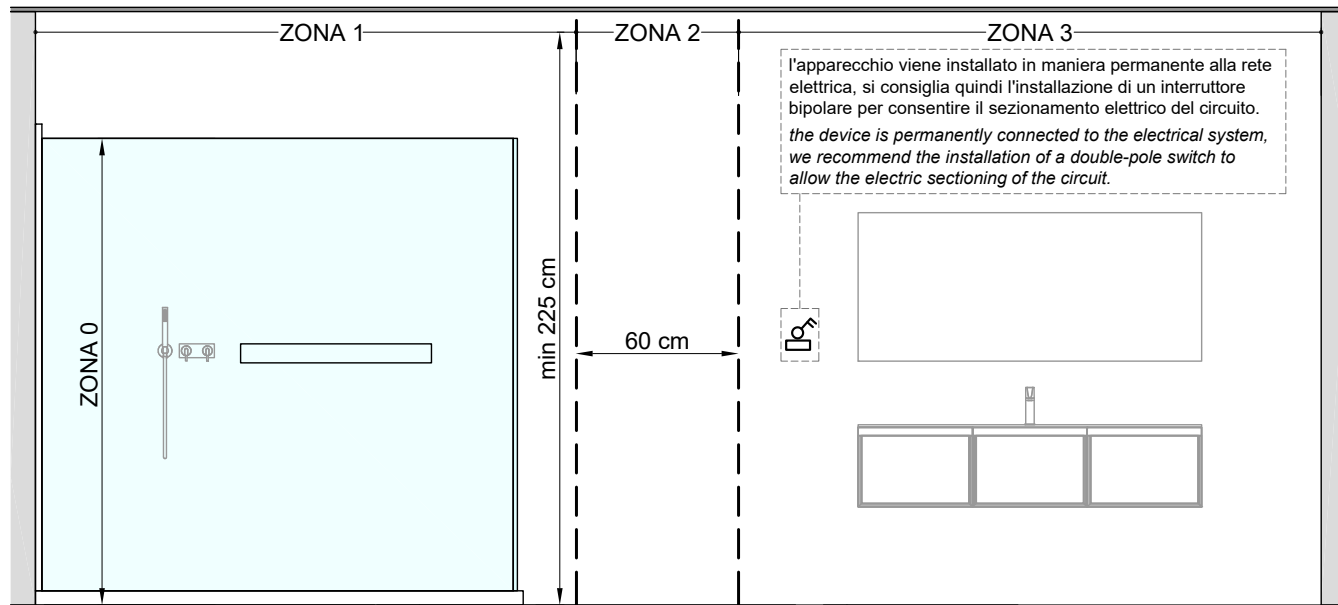 ZONA 1
ZONA 2
ZONA 3
l'apparecchio viene installato in maniera permanente alla rete
elettrica, si consiglia quindi l'installazione di un interruttore
bipolare per consentire il sezionamento elettrico del circuito.
the device is permanently connected to the electrical system,
we recommend the installation of a double-pole switch to
allow the electric sectioning of the circuit.
ZONA 0
min 225 cm
60 cm